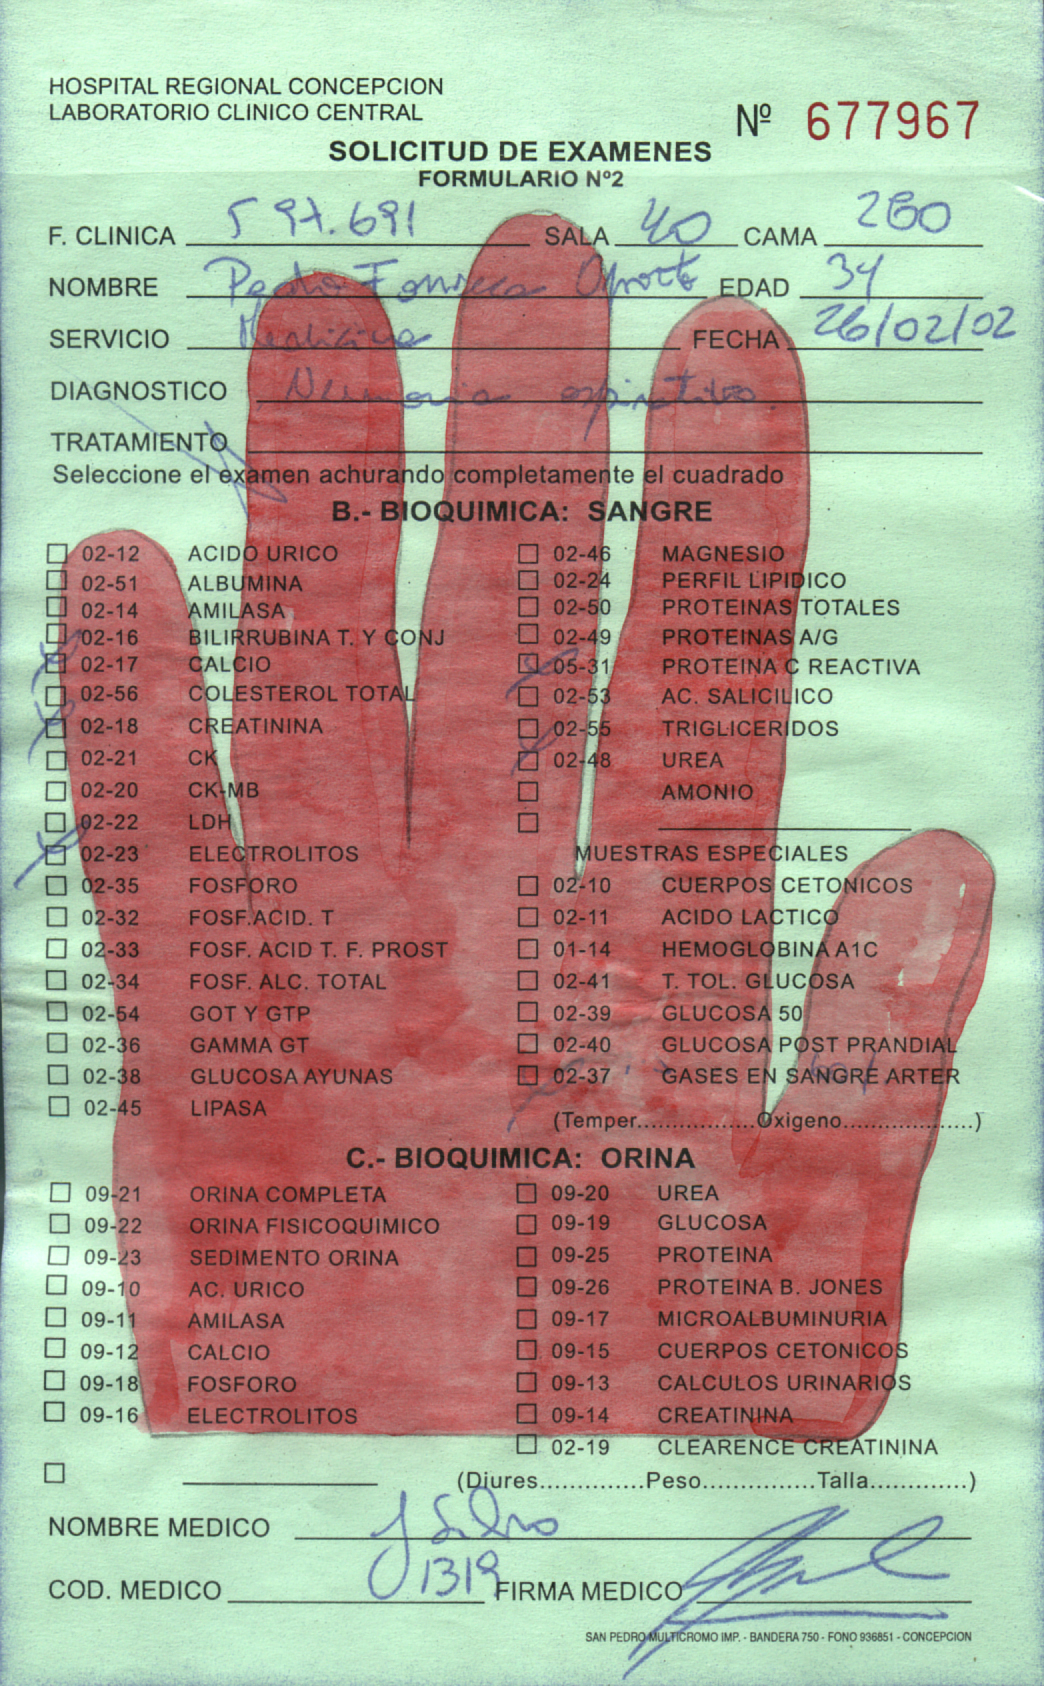 HOSPITAL REGIONAL CONCEPCION
LABORATORIO CLINICO CENTRAL
Nº 677967
SOLICITUD DE EXAMENES
FORMULARIO Nº2
F. CLINICA 597.691 SALA 40 CAMA 260
NOMBRE Pedro Fonseca EDAD 34
SERVICIO Medicina FECHA 26/02/02
DIAGNOSTICO Neumonia aspirativa
TRATAMIENTO
Seleccione el examen achurando completamente el cuadrado
B.- BIOQUIMICA: SANGRE
02-12 ACIDO URICO 02-46 MAGNESIO
02-51 ALBUMINA 02-24 PERFIL LIPIDICO
02-14 AMILASA 02-50 PROTEINAS TOTALES
02-16 BILIRRUBINA T. Y CONJ 02-49 PROTEINAS A/G
02-17 CALCIO 05-31 PROTEINA C REACTIVA
02-56 COLESTEROL TOTAL 02-53 AC. SALICILICO
02-18 CREATININA 02-55 TRIGLICERIDOS
02-21 CK 02-48 UREA
02-20 CK-MB AMONIO
02-22 LDH
02-23 ELECTROLITOS MUESTRAS ESPECIALES
02-35 FOSFORO 02-10 CUERPOS CETONICOS
02-32 FOSF.ACID. T 02-11 ACIDO LACTICO
02-33 FOSF. ACID T. F. PROST 01-14 HEMOGLOBINA A1C
02-34 FOSF. ALC. TOTAL 02-41 T. TOL. GLUCOSA
02-54 GOT Y GTP 02-39 GLUCOSA 50
02-36 GAMMA GT 02-40 GLUCOSA POST PRANDIAL
02-38 GLUCOSA AYUNAS 02-37 GASES EN SANGRE ARTER
02-45 LIPASA (Temper.................Oxigeno...................)
C.- BIOQUIMICA: ORINA
09-21 ORINA COMPLETA 09-20 UREA
09-22 ORINA FISICOQUIMICO 09-19 GLUCOSA
09-23 SEDIMENTO ORINA 09-25 PROTEINA
09-10 AC. URICO 09-26 PROTEINA B. JONES
09-11 AMILASA 09-17 MICROALBUMINURIA
09-12 CALCIO 09-15 CUERPOS CETONICOS
09-18 FOSFORO 09-13 CALCULOS URINARIOS
09-16 ELECTROLITOS 09-14 CREATININA
02-19 CLEARENCE CREATININA
(Diures..............Peso...............Talla.............)
NOMBRE MEDICO J Silva
COD. MEDICO 1319 FIRMA MEDICO
SAN PEDRO MULTICROMO IMP. - BANDERA 750 - FONO 936851 - CONCEPCION